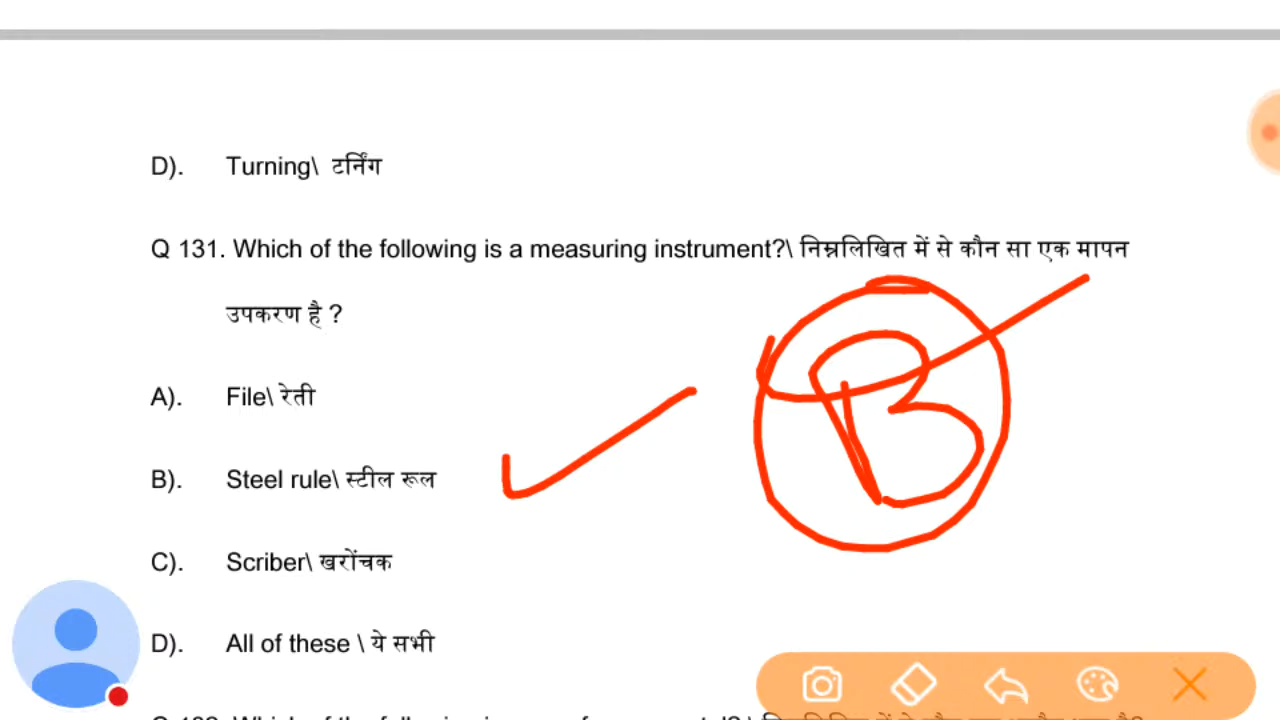 D). Turning\ टर्निंग
Q 131. Which of the following is a measuring instrument?\ निम्नलिखित में से कौन सा एक मापन
उपकरण है ?
A). File\ रेती
B
B). Steel rule\ स्टील रूल
C). Scriber\ खरोंचक
D). All of these \ ये सभी